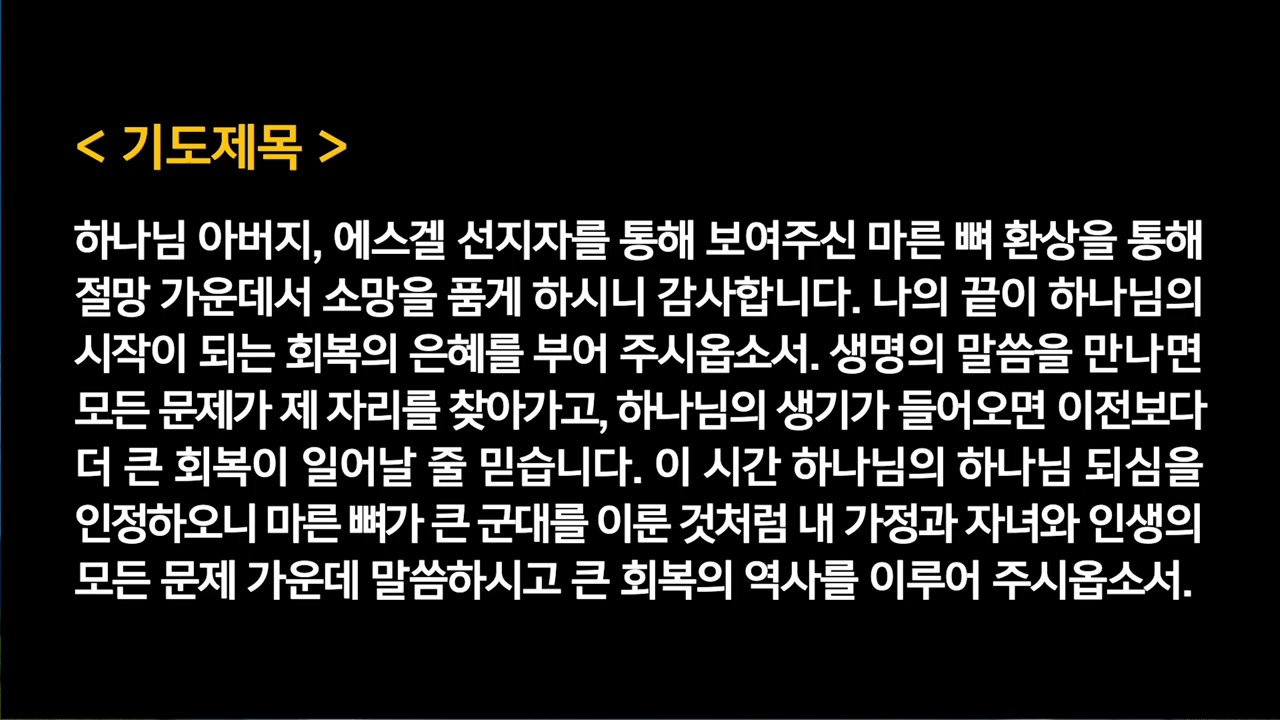 < 기도제목 >
하나님 아버지, 에스겔 선지자를 통해 보여주신 마른 뼈 환상을 통해
절망 가운데서 소망을 품게 하시니 감사합니다. 나의 끝이 하나님의
시작이 되는 회복의 은혜를 부어 주시옵소서. 생명의 말씀을 만나면
모든 문제가 제 자리를 찾아가고, 하나님의 생기가 들어오면 이전보다
더 큰 회복이 일어날 줄 믿습니다. 이 시간 하나님의 하나님 되심을
인정하오니 마른 뼈가 큰 군대를 이룬 것처럼 내 가정과 자녀와 인생의
모든 문제 가운데 말씀하시고 큰 회복의 역사를 이루어 주시옵소서.